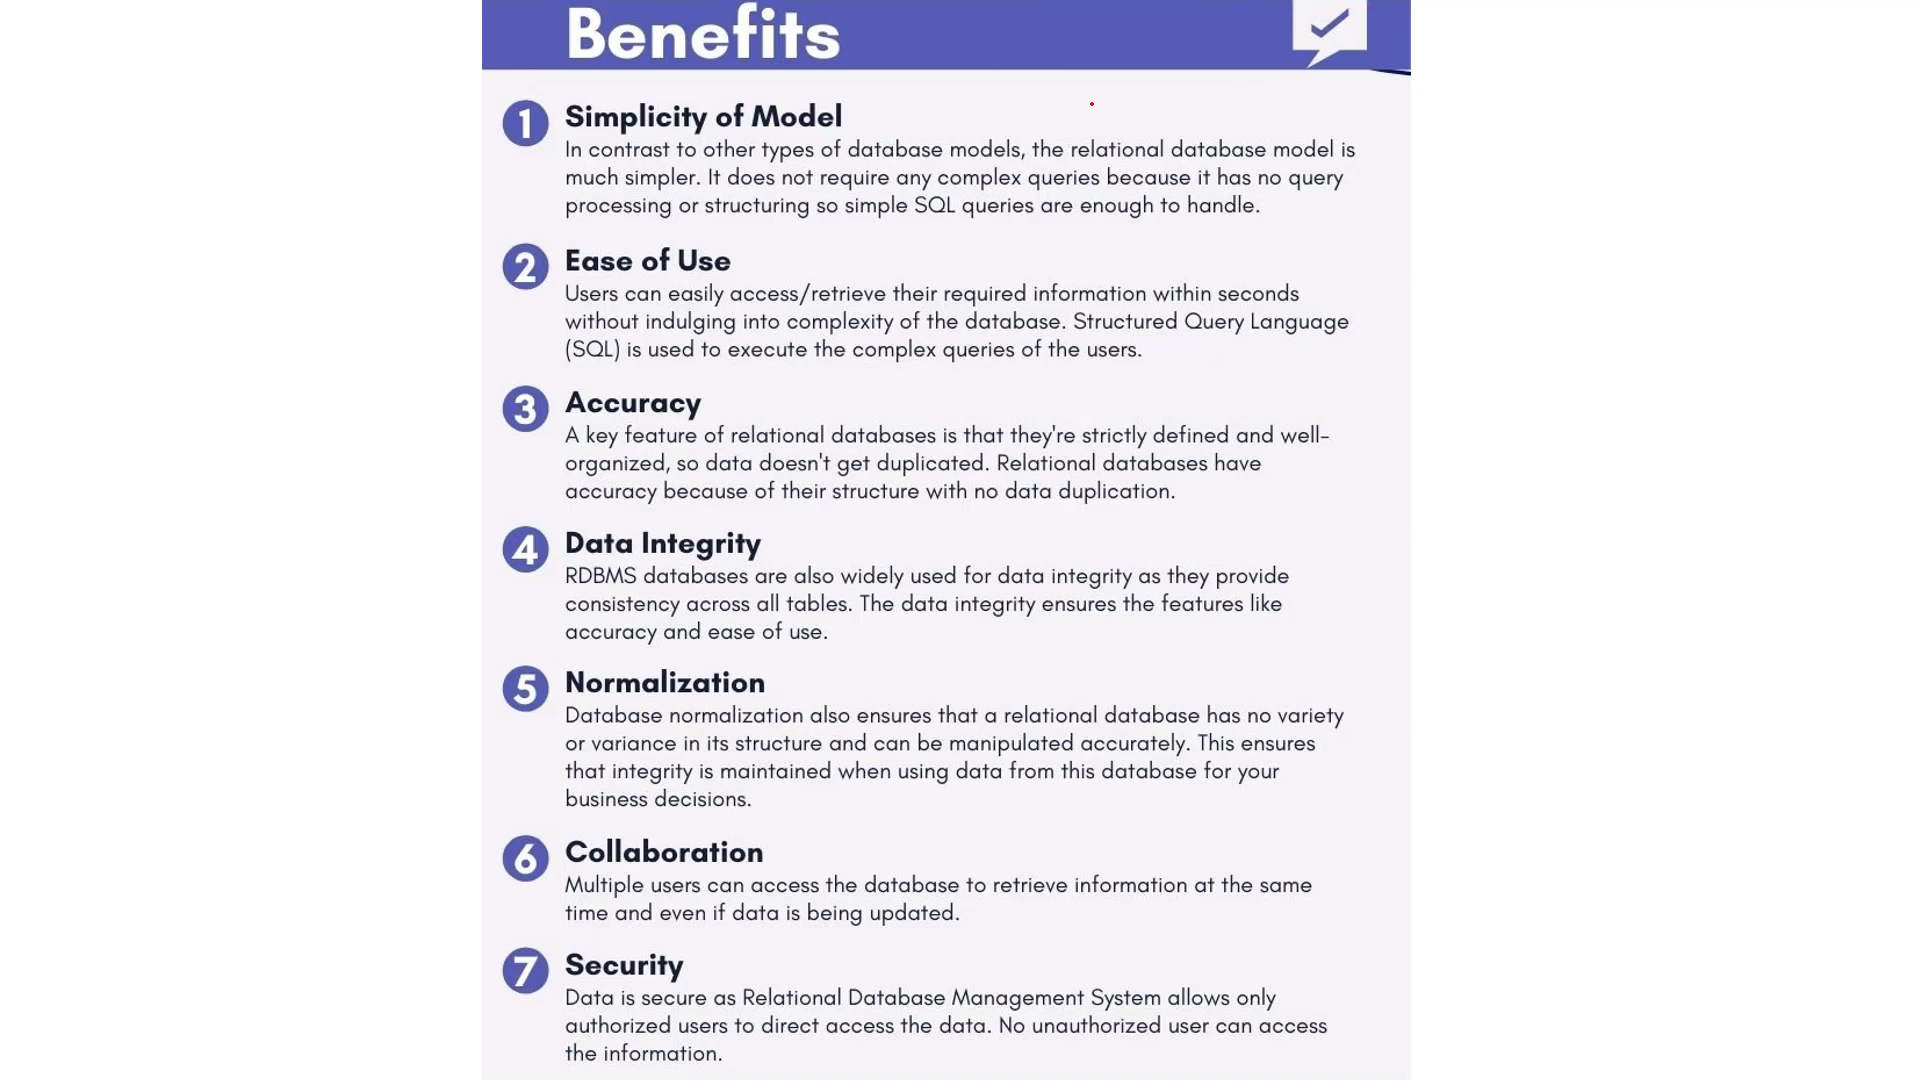 Benefits
1 Simplicity of Model
In contrast to other types of database models, the relational database model is
much simpler. It does not require any complex queries because it has no query
processing or structuring so simple SQL queries are enough to handle.
2 Ease of Use
Users can easily access/retrieve their required information within seconds
without indulging into complexity of the database. Structured Query Language
(SQL) is used to execute the complex queries of the users.
3 Accuracy
A key feature of relational databases is that they're strictly defined and well-
organized, so data doesn't get duplicated. Relational databases have
accuracy because of their structure with no data duplication.
4 Data Integrity
RDBMS databases are also widely used for data integrity as they provide
consistency across all tables. The data integrity ensures the features like
accuracy and ease of use.
5 Normalization
Database normalization also ensures that a relational database has no variety
or variance in its structure and can be manipulated accurately. This ensures
that integrity is maintained when using data from this database for your
business decisions.
6 Collaboration
Multiple users can access the database to retrieve information at the same
time and even if data is being updated.
7 Security
Data is secure as Relational Database Management System allows only
authorized users to direct access the data. No unauthorized user can access
the information.